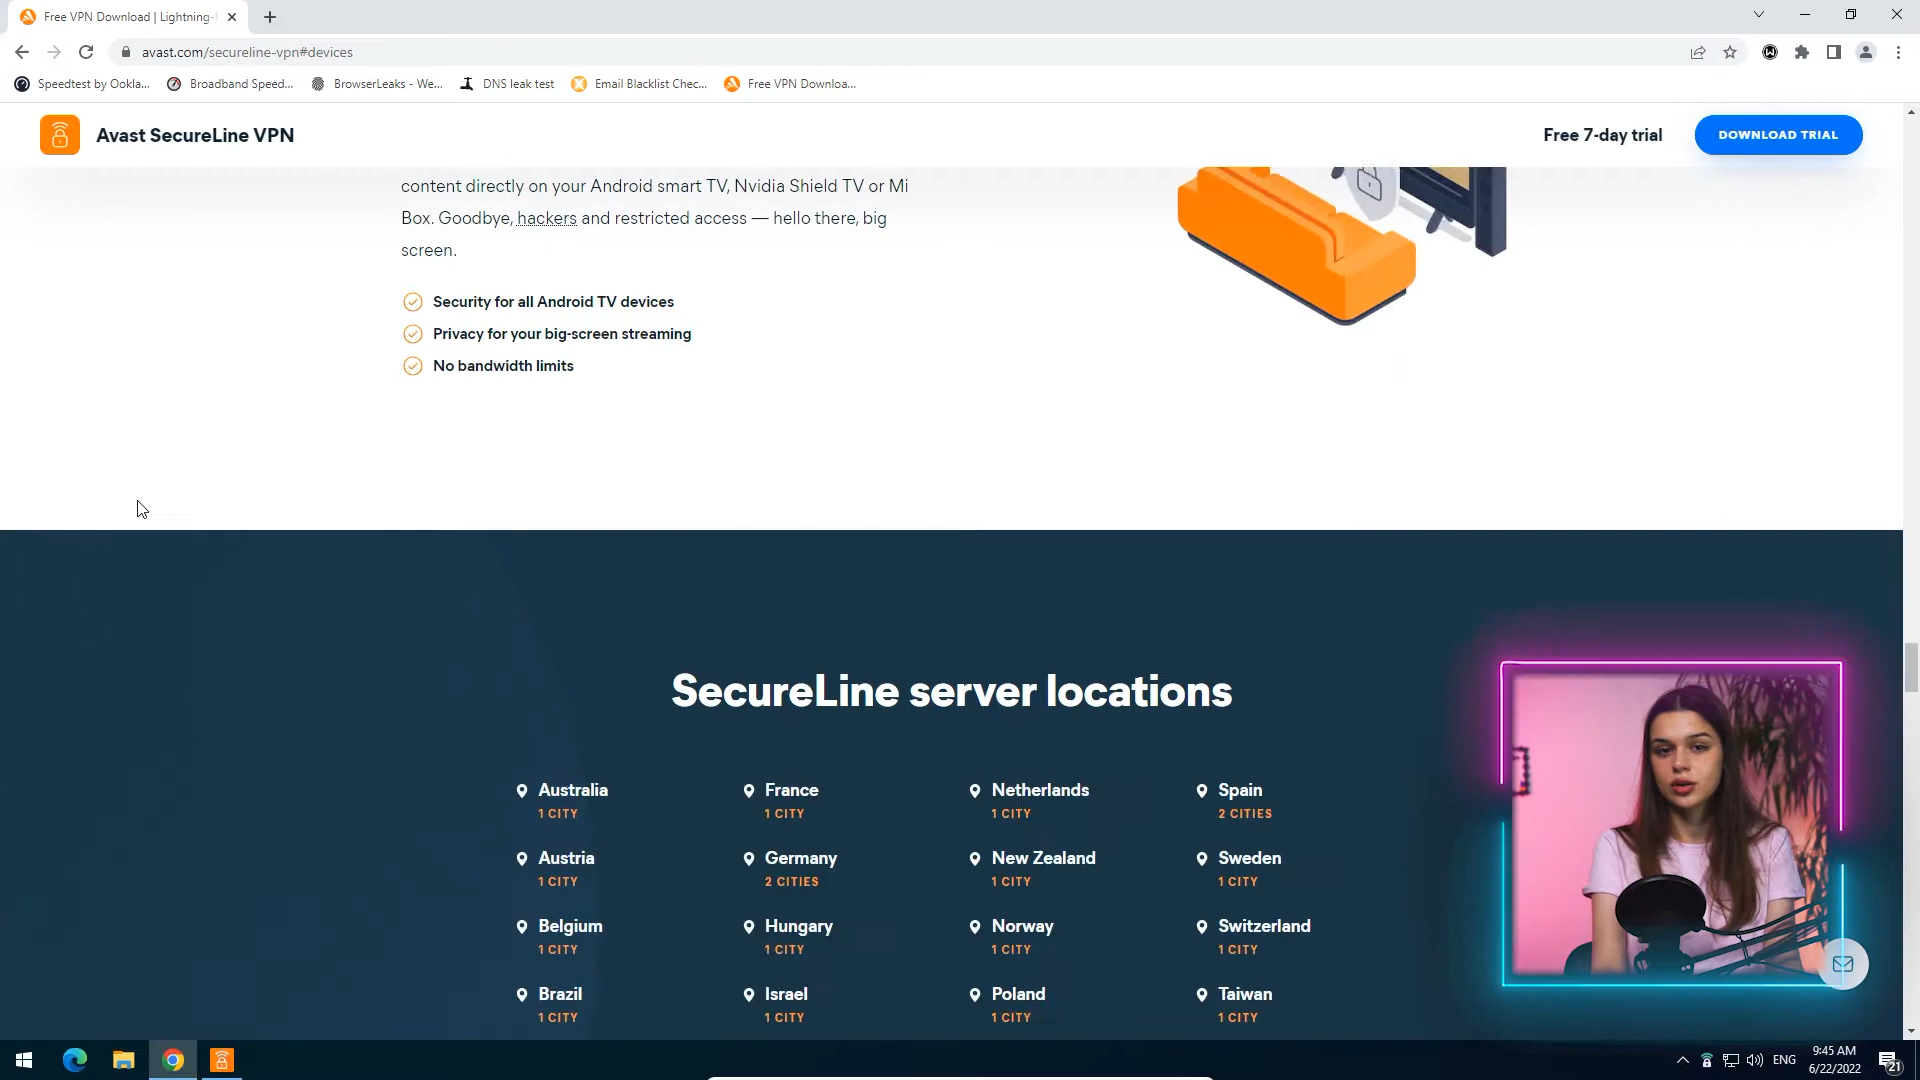 Free VPN Download | Lightning-
avast.com/secureline-vpn#devices
Speedtest by Ookla...
Broadband Speed...
BrowserLeaks - We...
DNS leak test
Email Blacklist Chec...
Free VPN Downloa...
Avast SecureLine VPN
Free 7-day trial
DOWNLOAD TRIAL
content directly on your Android smart TV, Nvidia Shield TV or Mi
Box. Goodbye, hackers and restricted access — hello there, big
screen.
Security for all Android TV devices
Privacy for your big-screen streaming
No bandwidth limits
SecureLine server locations
Australia
1 CITY
France
1 CITY
Netherlands
1 CITY
Spain
2 CITIES
Austria
1 CITY
Germany
2 CITIES
New Zealand
1 CITY
Sweden
1 CITY
Belgium
1 CITY
Hungary
1 CITY
Norway
1 CITY
Switzerland
1 CITY
Brazil
1 CITY
Israel
1 CITY
Poland
1 CITY
Taiwan
1 CITY
ENG
9:45 AM
6/22/2022
21